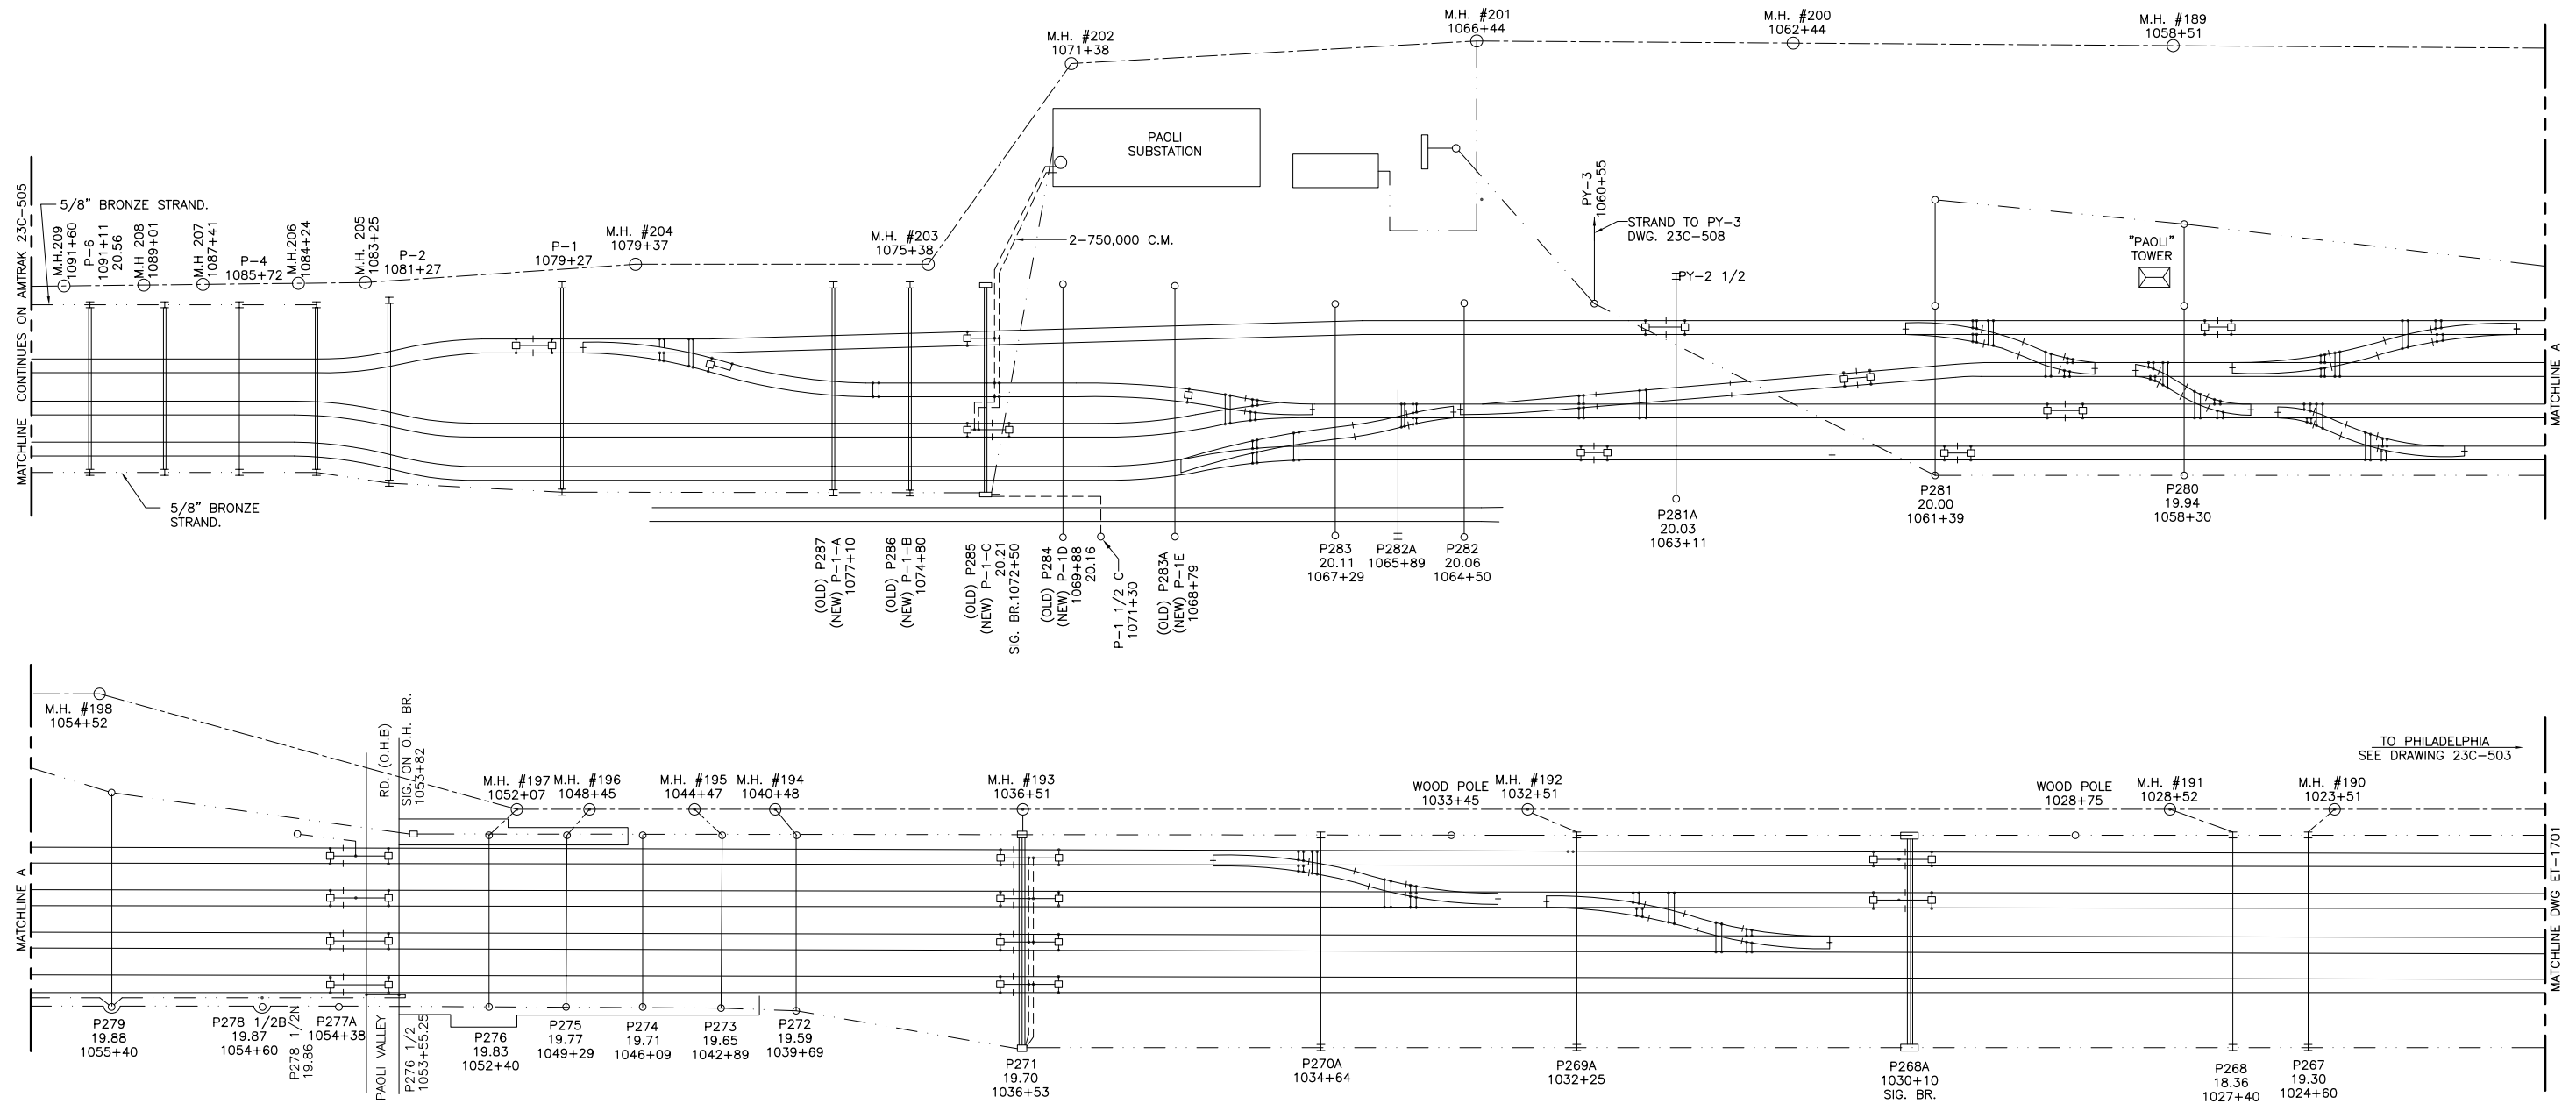 M.H. #202
1071+38
M.H. #201
1066+44
M.H. #200
1062+44
M.H. #189
1058+51
PAOLI
SUBSTATION
MATCHLINE CONTINUES ON AMTRAK 23C-505
5/8" BRONZE STRAND.
M.H.209
1091+60
P-6
1091+11
20.56
M.H 208
1089+01
M.H 207
1087+41
P-4
1085+72
M.H.206
1084+24
M.H. 205
1083+25
P-2
1081+27
P-1
1079+27
M.H. #204
1079+37
M.H. #203
1075+38
2-750,000 C.M.
PY-3
1060+55
STRAND TO PY-3
DWG. 23C-508
PY-2 1/2
"PAOLI"
TOWER
MATCHLINE A
5/8" BRONZE
STRAND.
(OLD) P287
(NEW) P-1-A
1077+10
(OLD) P286
(NEW) P-1-B
1074+80
(OLD) P285
(NEW) P-1-C
20.21
SIG. BR.1072+50
(OLD) P284
(NEW) P-1D
1069+88
20.16
P-1 1/2 C
1071+30
(OLD) P283A
(NEW) P-1E
1068+79
P283
20.11
1067+29
P282A
1065+89
P282
20.06
1064+50
P281A
20.03
1063+11
P281
20.00
1061+39
P280
19.94
1058+30
MATCHLINE A
M.H. #198
1054+52
RD. (O.H.B)
SIG. ON O.H. BR.
1053+82
M.H. #197
1052+07
M.H. #196
1048+45
M.H. #195
1044+47
M.H. #194
1040+48
M.H. #193
1036+51
WOOD POLE
1033+45
M.H. #192
1032+51
WOOD POLE
1028+75
M.H. #191
1028+52
M.H. #190
1023+51
TO PHILADELPHIA
SEE DRAWING 23C-503
MATCHLINE DWG ET-1701
P279
19.88
1055+40
P278 1/2B
19.87
1054+60
P278 1/2N
19.86
P277A
1054+38
PAOLI VALLEY
P276 1/2
1053+55.25
P276
19.83
1052+40
P275
19.77
1049+29
P274
19.71
1046+09
P273
19.65
1042+89
P272
19.59
1039+69
P271
19.70
1036+53
P270A
1034+64
P269A
1032+25
P268A
1030+10
SIG. BR.
P268
18.36
1027+40
P267
19.30
1024+60